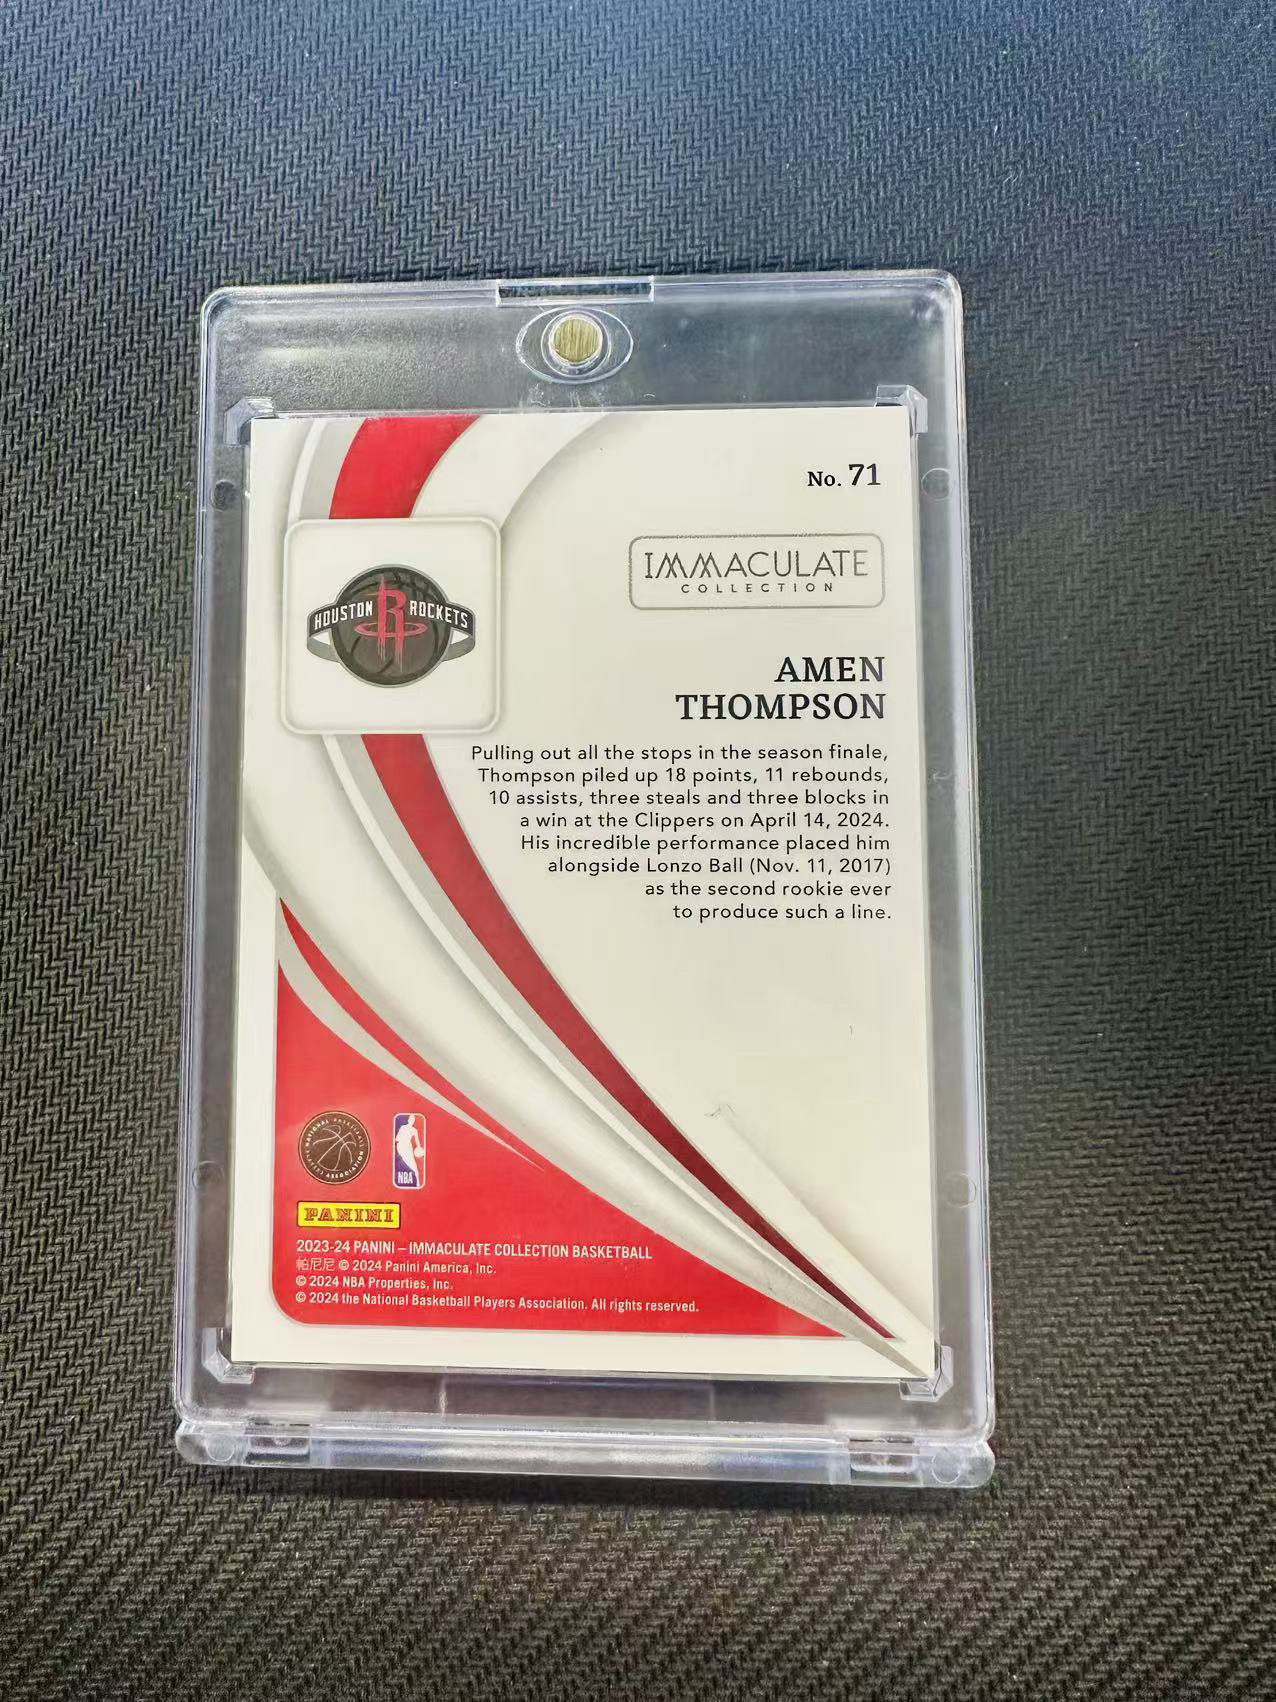 No. 71
IMMACULATE
COLLECTION
HOUSTON R ROCKETS
AMEN
THOMPSON
Pulling out all the stops in the season finale,
Thompson piled up 18 points, 11 rebounds,
10 assists, three steals and three blocks in
a win at the Clippers on April 14, 2024.
His incredible performance placed him
alongside Lonzo Ball (Nov. 11, 2017)
as the second rookie ever
to produce such a line.
NATIONAL BASKETBALL PLAYERS ASSOCIATION
NBA
PANINI
2023-24 PANINI – IMMACULATE COLLECTION BASKETBALL
帕尼尼 © 2024 Panini America, Inc.
© 2024 NBA Properties, Inc.
© 2024 the National Basketball Players Association. All rights reserved.